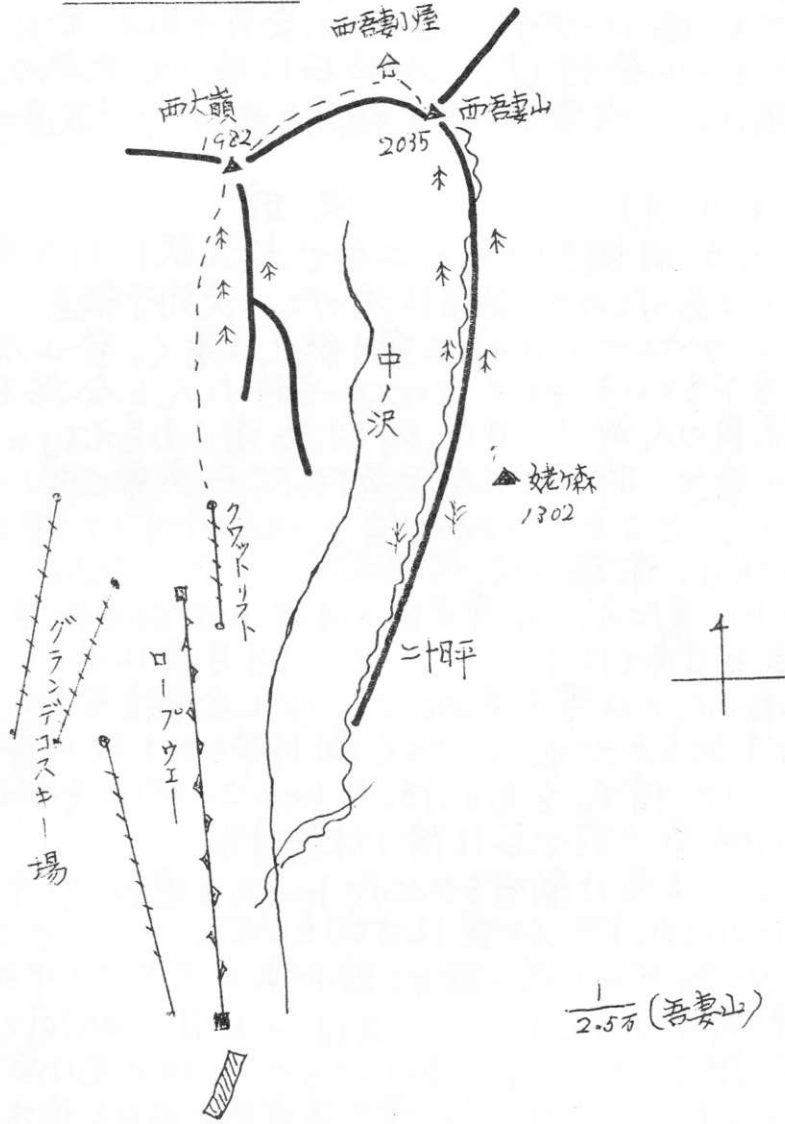 西吾妻小屋
西大巓
1982
西吾妻山
2035
中ノ沢
姥ケ森
1302
クワットリフト
二十日平
グランデコスキー場
ロープウェー
4
1/2.5万(吾妻山)